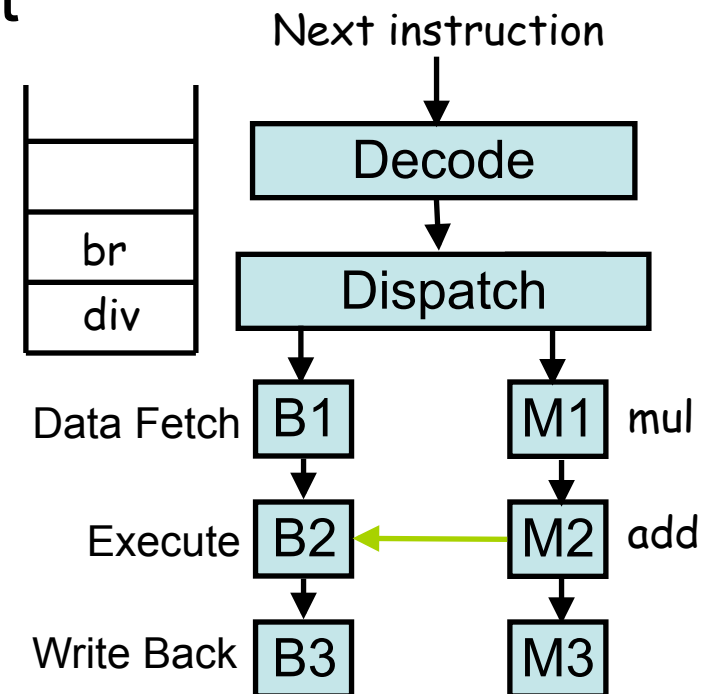 Next instruction
Decode
br
div
Dispatch
Data Fetch B1 M1 mul
Execute B2 M2 add
Write Back B3 M3